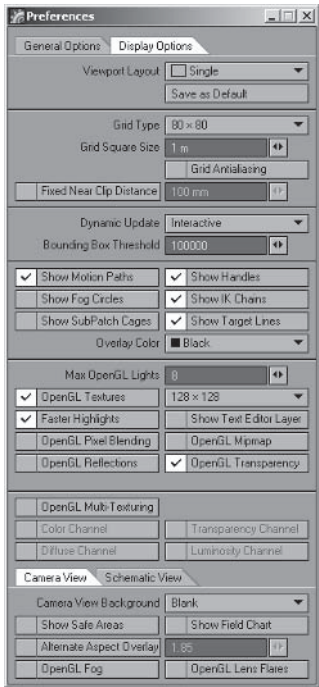 Preferences
General Options Display Options
Viewport Layout Single
Save as Default
Grid Type 80 × 80
Grid Square Size 1 m
Grid Antialiasing
Fixed Near Clip Distance 100 mm
Dynamic Update Interactive
Bounding Box Threshold 100000
Show Motion Paths Show Handles
Show Fog Circles Show IK Chains
Show SubPatch Cages Show Target Lines
Overlay Color Black
Max OpenGL Lights 8
OpenGL Textures 128 × 128
Faster Highlights Show Text Editor Layer
OpenGL Pixel Blending OpenGL Mipmap
OpenGL Reflections OpenGL Transparency
OpenGL Multi-Texturing
Color Channel Transparency Channel
Diffuse Channel Luminosity Channel
Camera View Schematic View
Camera View Background Blank
Show Safe Areas Show Field Chart
Alternate Aspect Overlay 1.85
OpenGL Fog OpenGL Lens Flares